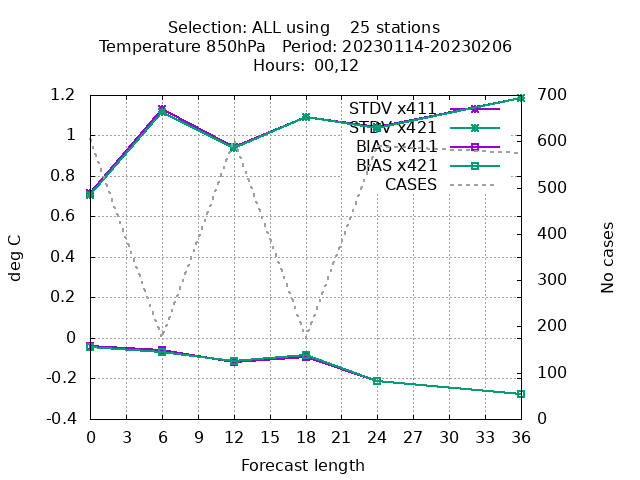 Selection: ALL using    25 stations
Temperature 850hPa   Period: 20230114-20230206
Hours:  00,12
1.2
1
0.8
0.6
0.4
0.2
0
-0.2
-0.4
deg C
700
600
500
400
300
200
100
0
No cases
STDV x411
STDV x421
BIAS x411
BIAS x421
CASES
0 3 6 9 12 15 18 21 24 27 30 33 36
Forecast length